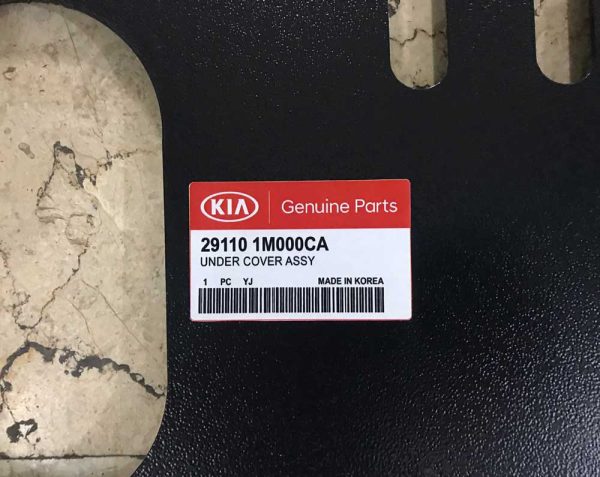 KIA Genuine Parts
29110 1M000CA
UNDER COVER ASSY
1 PC YJ MADE IN KOREA